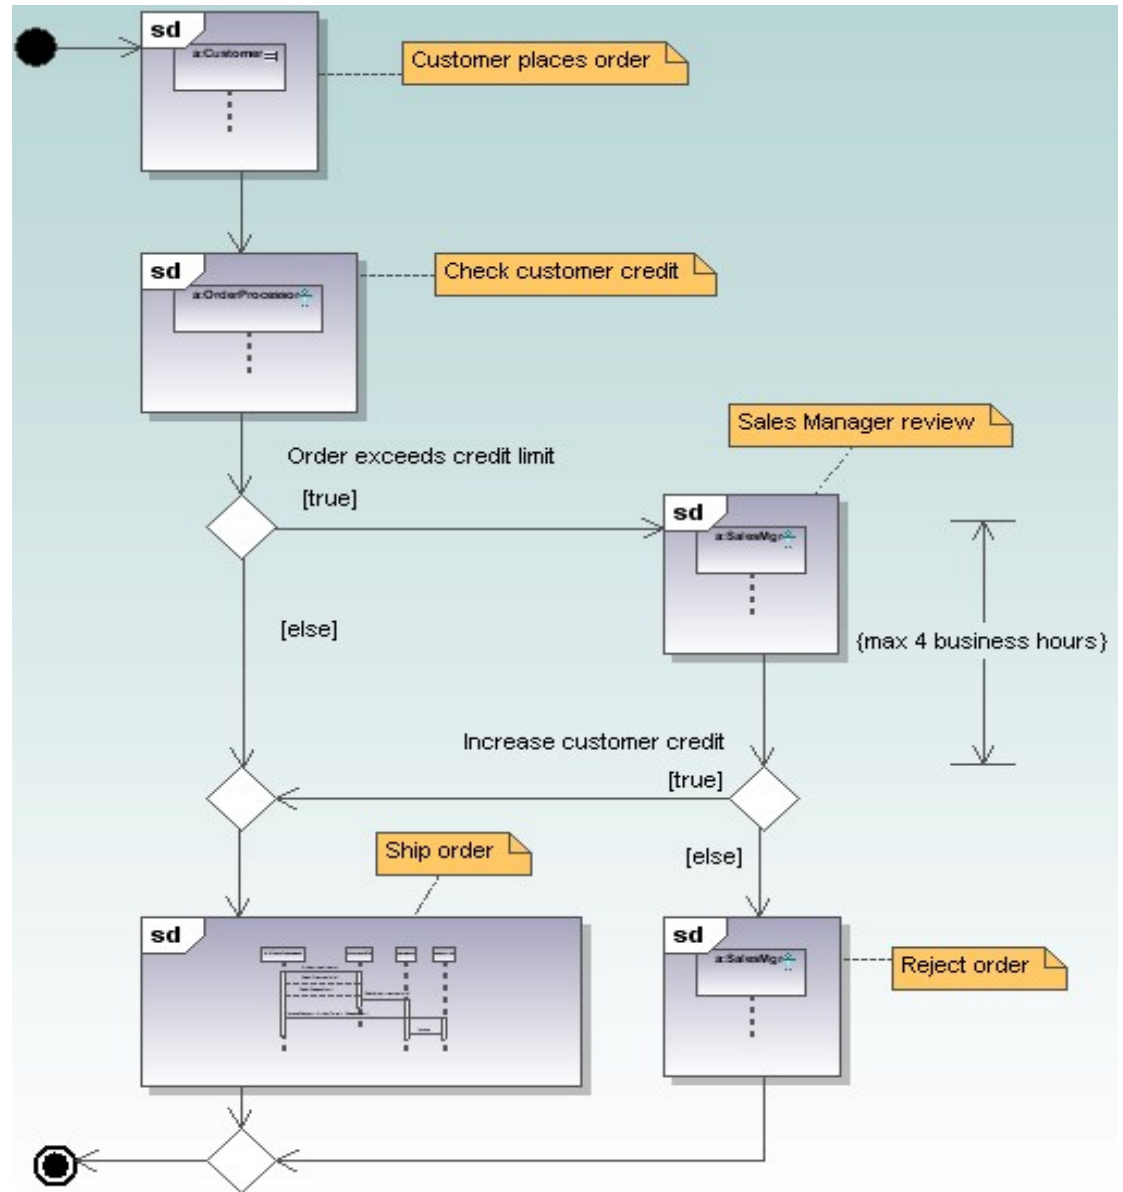 sd
a:Customer
Customer places order
sd
a:OrderProcessor
Check customer credit
Sales Manager review
Order exceeds credit limit
[true]
sd
a:SalesMgr
[else]
{max 4 business hours}
Increase customer credit
[true]
Ship order
[else]
sd
sd
a:SalesMgr
Reject order